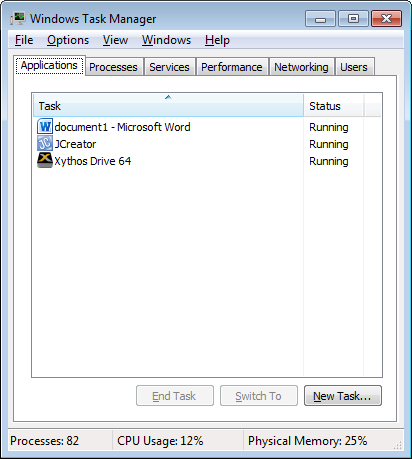 Windows Task Manager
File Options View Windows Help
Applications Processes Services Performance Networking Users
Task Status
document1 - Microsoft Word Running
JCreator Running
Xythos Drive 64 Running
End Task Switch To New Task...
Processes: 82 CPU Usage: 12% Physical Memory: 25%